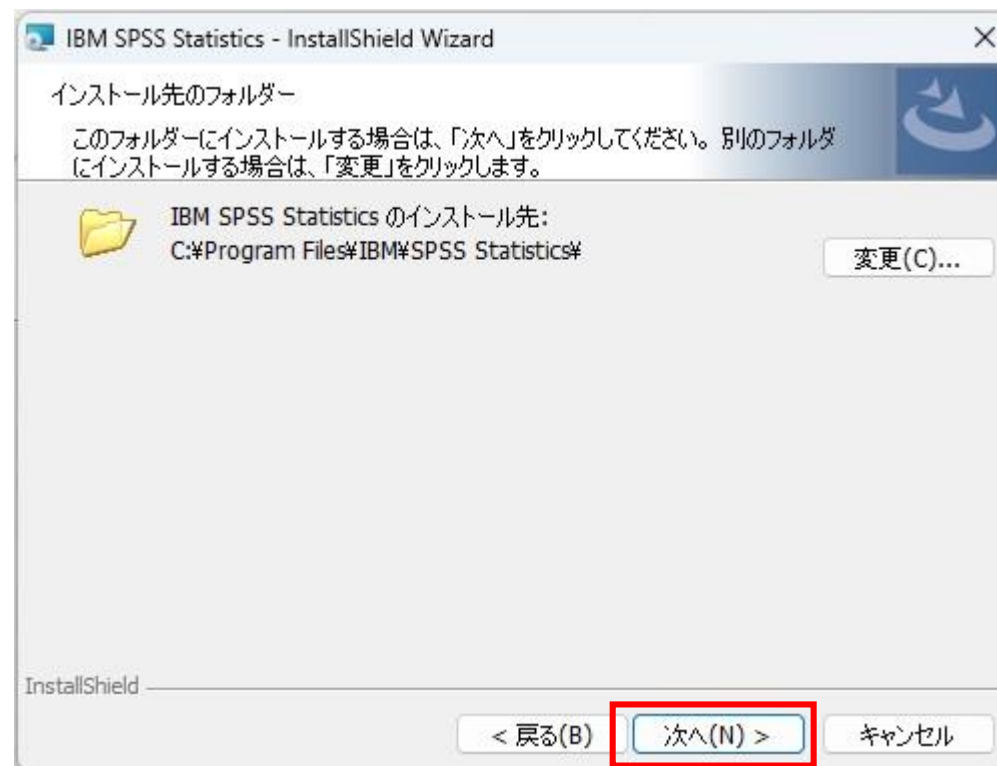 IBM SPSS Statistics - InstallShield Wizard
インストール先のフォルダー
このフォルダーにインストールする場合は、「次へ」をクリックしてください。別のフォルダ
にインストールする場合は、「変更」をクリックします。
IBM SPSS Statistics のインストール先:
C:¥Program Files¥IBM¥SPSS Statistics¥
変更(C)...
InstallShield
< 戻る(B)
次へ(N) >
キャンセル